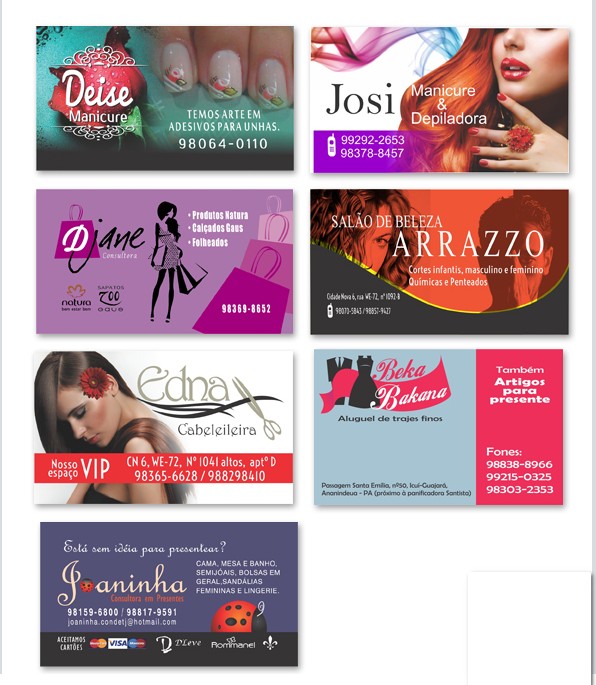 Deise
Manicure
TEMOS ARTE EM
ADESIVOS PARA UNHAS.
98064-0110
Josi
Manicure
&
Depiladora
99292-2653
98378-8457
Djane
Consultora
• Produtos Natura
• Calçados Gaus
• Folheados
natura
bem estar bem
SAPATOS
700
aque
98369-8652
SALÃO DE BELEZA
ARRAZZO
Cortes infantis, masculino e feminino
Químicas e Penteados
Cidade Nova 6, rua WE-72, nº 1092-B
98070-5843 / 98857-9427
Edna
Cabeleileira
Nosso
espaço VIP
CN 6, WE-72, Nº 1041 altos, aptº D
98365-6628 / 988298410
Beka
Bakana
Aluguel de trajes finos
Passagem Santa Emília, nº50, Icuí-Guajará,
Ananindeua - PA (próximo à panificadora Santista)
Também
Artigos
para
presente
Fones:
98838-8966
99215-0325
98303-2353
Está sem idéia para presentear?
Joaninha
Consultora em Presentes
98159-6800 / 98817-9591
joaninha.condetj@hotmail.com
CAMA, MESA E BANHO,
SEMIJÓAIS, BOLSAS EM
GERAL,SANDÁLIAS
FEMININAS E LINGERIE.
ACEITAMOS
CARTÕES
VISA
DLeve
Rommanel